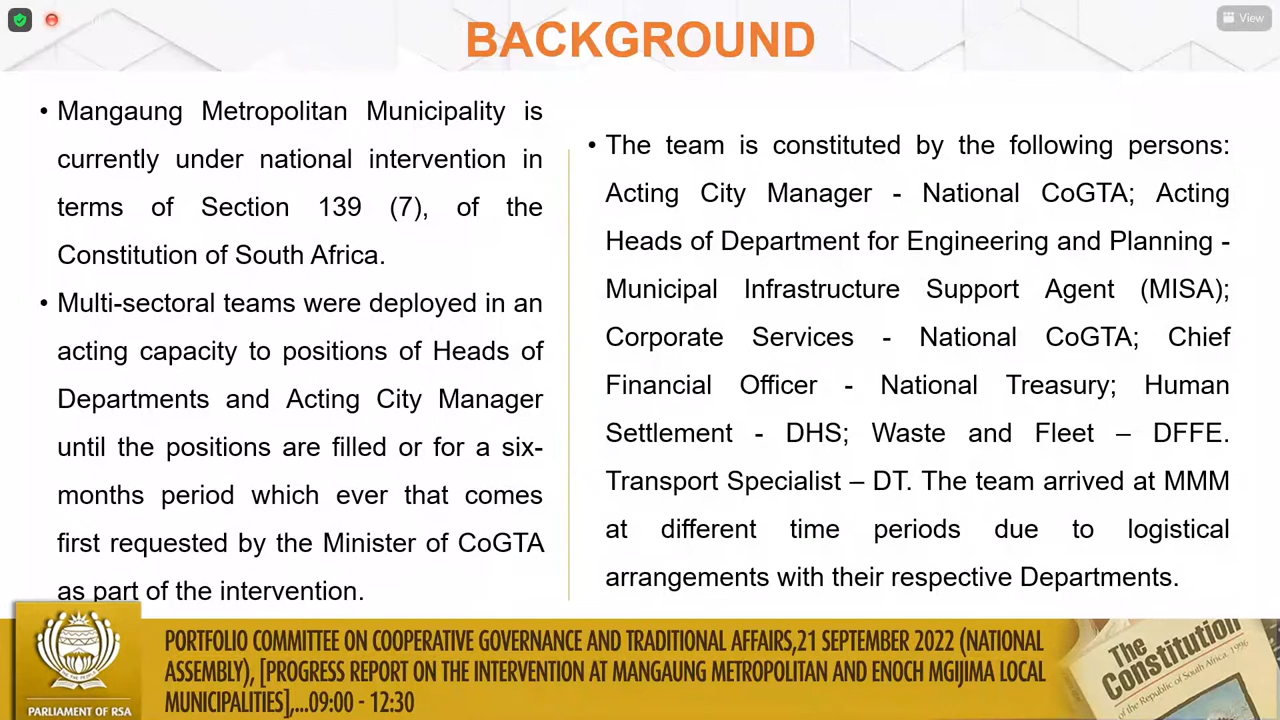 View
BACKGROUND
• Mangaung Metropolitan Municipality is
currently under national intervention in
terms of Section 139 (7), of the
Constitution of South Africa.
• Multi-sectoral teams were deployed in an
acting capacity to positions of Heads of
Departments and Acting City Manager
until the positions are filled or for a six-
months period which ever that comes
first requested by the Minister of CoGTA
as part of the intervention.
• The team is constituted by the following persons:
Acting City Manager - National CoGTA; Acting
Heads of Department for Engineering and Planning -
Municipal Infrastructure Support Agent (MISA);
Corporate Services - National CoGTA; Chief
Financial Officer - National Treasury; Human
Settlement - DHS; Waste and Fleet – DFFE.
Transport Specialist – DT. The team arrived at MMM
at different time periods due to logistical
arrangements with their respective Departments.
PORTFOLIO COMMITTEE ON COOPERATIVE GOVERNANCE AND TRADITIONAL AFFAIRS,21 SEPTEMBER 2022 (NATIONAL
ASSEMBLY), [PROGRESS REPORT ON THE INTERVENTION AT MANGAUNG METROPOLITAN AND ENOCH MGIJIMA LOCAL
MUNICIPALITIES],...09:00 - 12:30
PARLIAMENT OF RSA
The
Constitution
of the Republic of South Africa, 1996